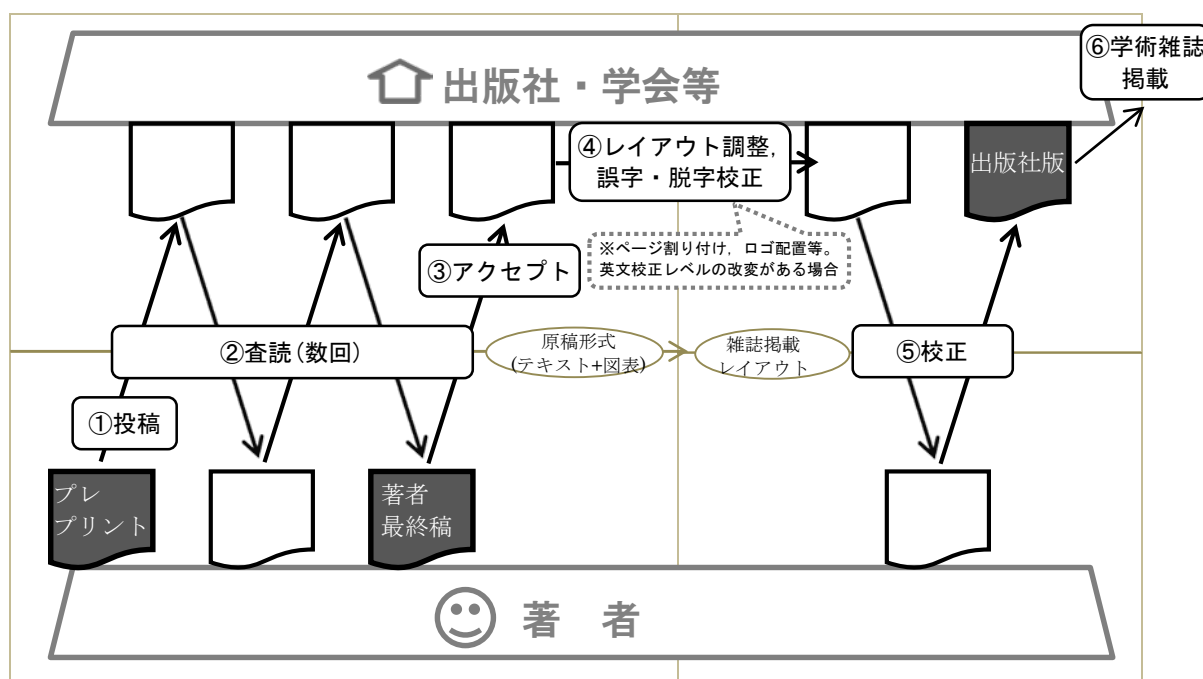 出版社・学会等
⑥学術雑誌
掲載
④レイアウト調整,
誤字・脱字校正
出版社版
※ページ割り付け，ロゴ配置等。
英文校正レベルの改変がある場合
③アクセプト
②査読(数回)
原稿形式
(テキスト+図表)
雑誌掲載
レイアウト
⑤校正
①投稿
プレ
プリント
著者
最終稿
著　者